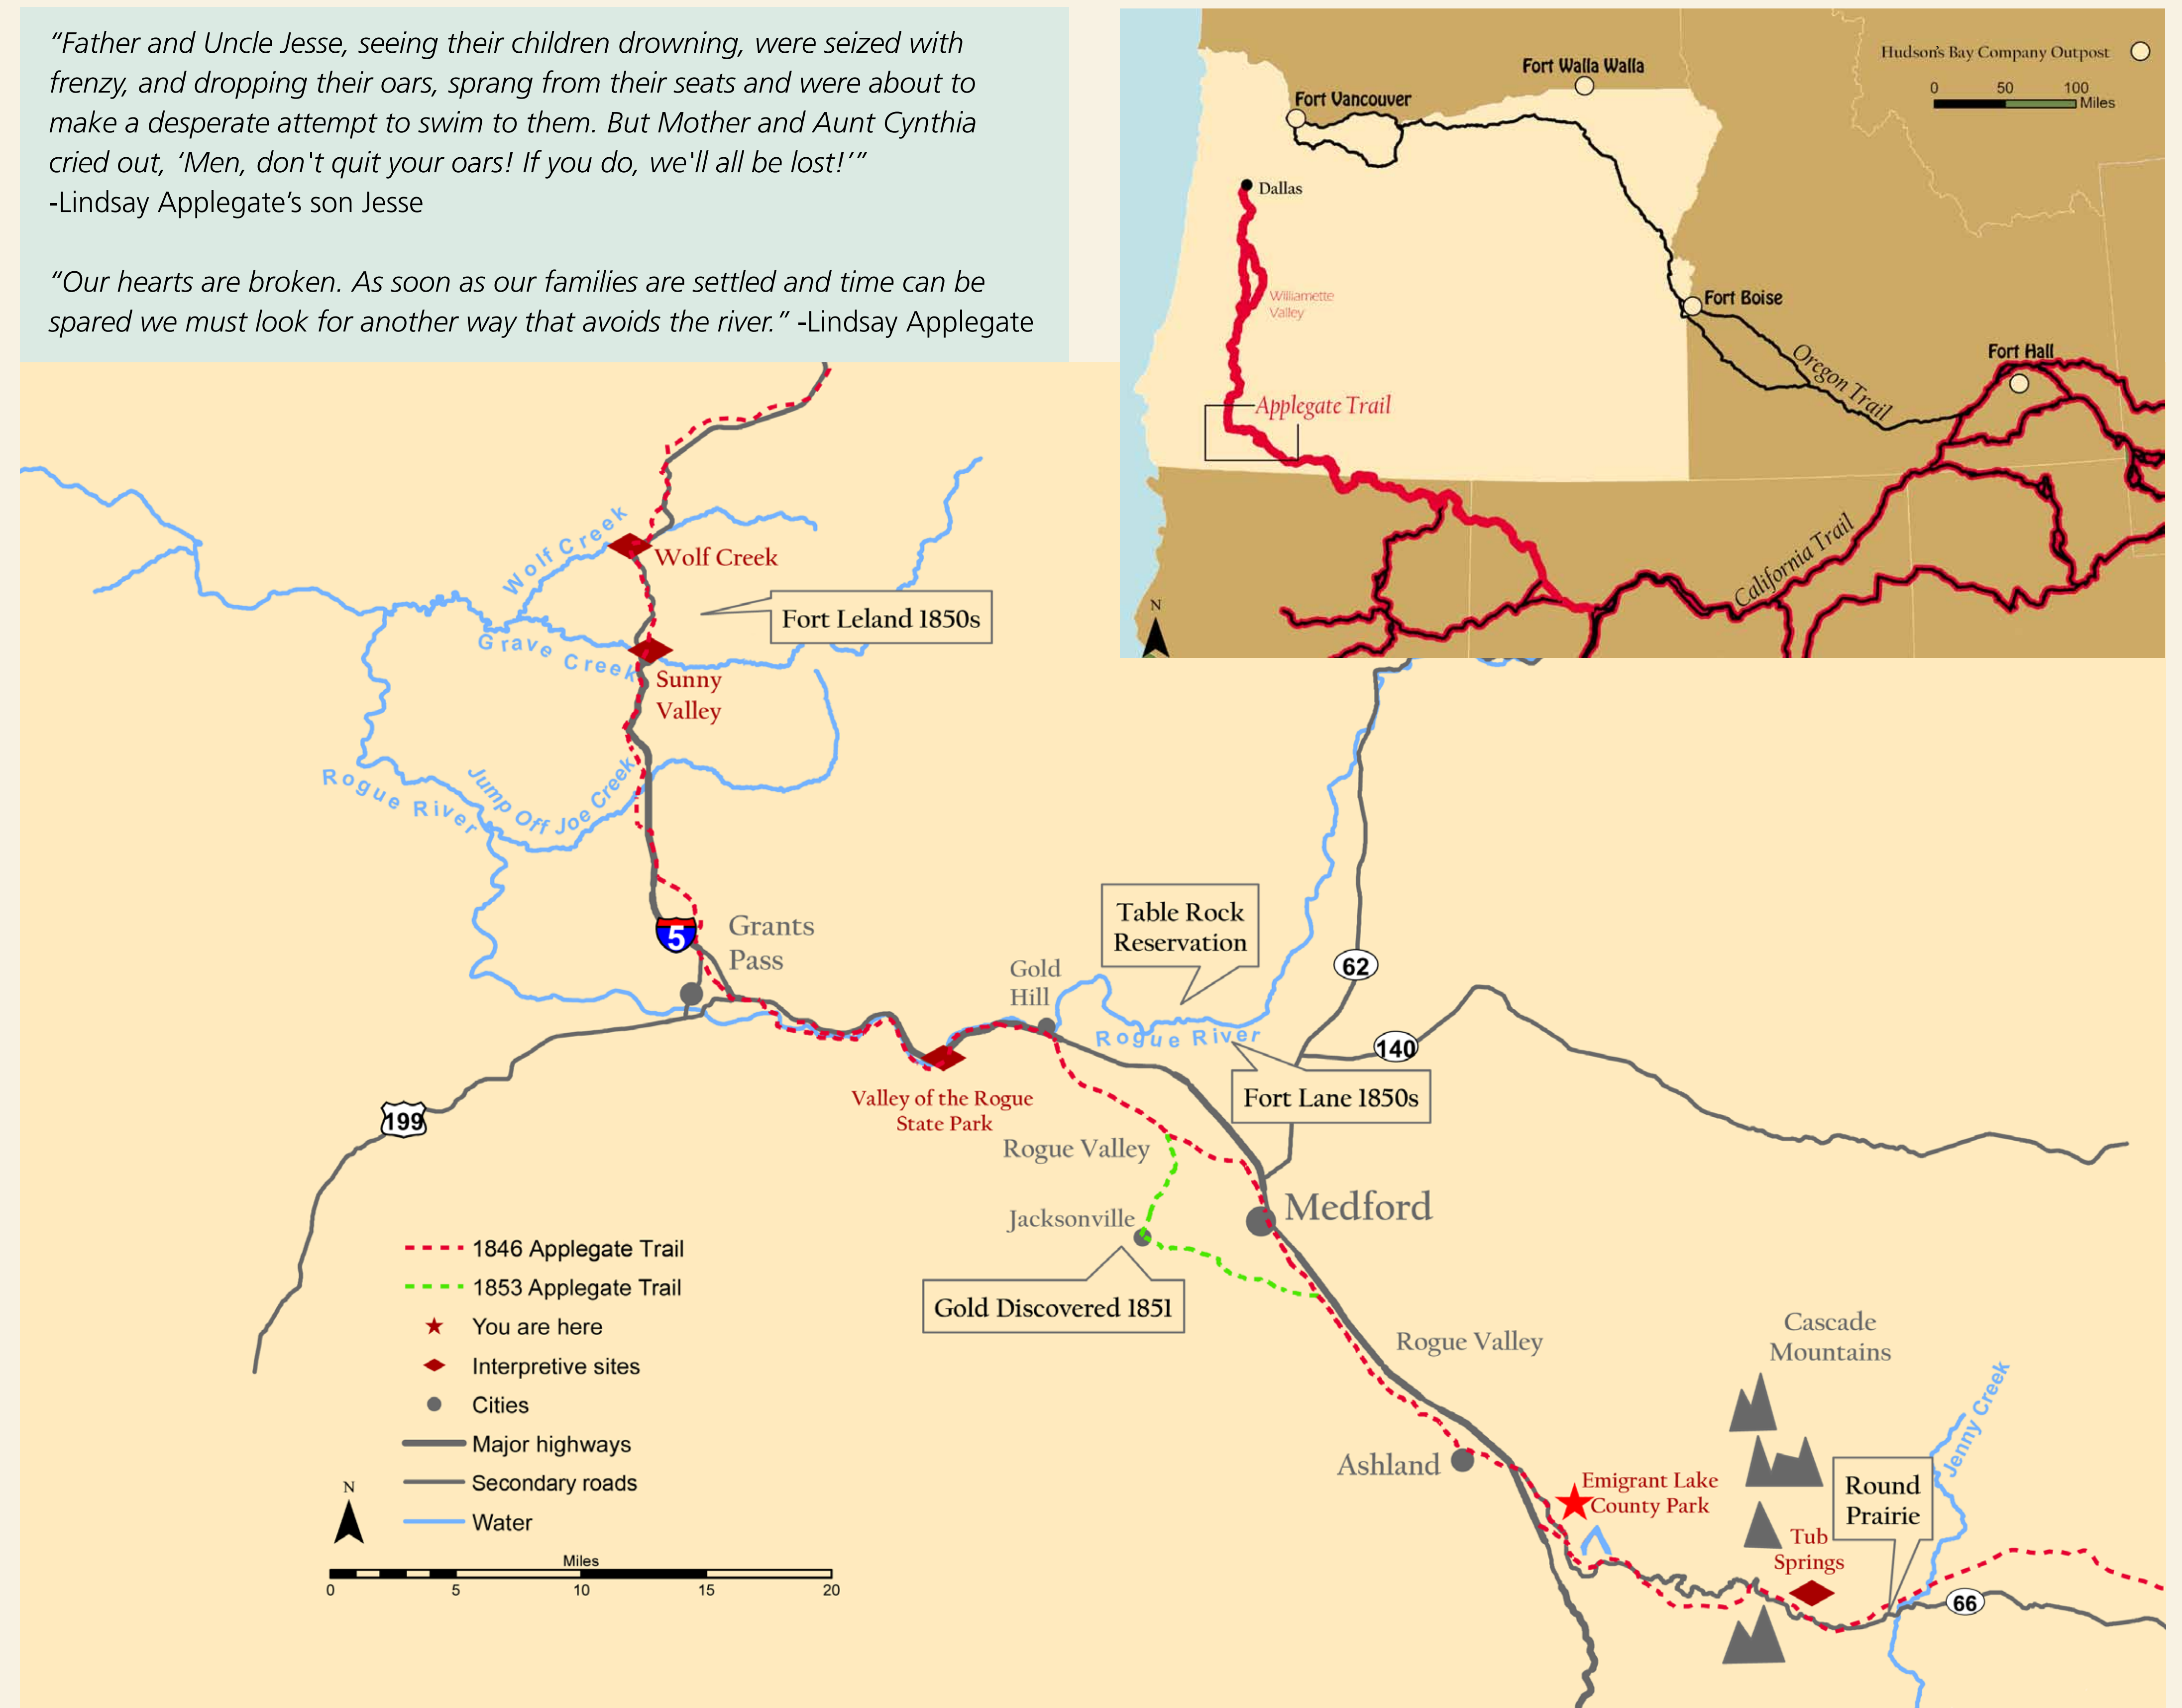 “Father and Uncle Jesse, seeing their children drowning, were seized with
frenzy, and dropping their oars, sprang from their seats and were about to
make a desperate attempt to swim to them. But Mother and Aunt Cynthia
cried out, ‘Men, don't quit your oars! If you do, we'll all be lost!’”
-Lindsay Applegate’s son Jesse
“Our hearts are broken. As soon as our families are settled and time can be
spared we must look for another way that avoids the river.” -Lindsay Applegate
Hudson's Bay Company Outpost
0 50 100
Miles
Fort Walla Walla
Fort Vancouver
Dallas
Williamette
Valley
Fort Boise
Oregon Trail
Fort Hall
Applegate Trail
California Trail
N
Wolf Creek
Wolf Creek
Fort Leland 1850s
Grave Creek
Sunny
Valley
Rogue River
Jump Off Joe Creek
5
Grants
Pass
Gold
Hill
Table Rock
Reservation
62
Rogue River
140
199
Valley of the Rogue
State Park
Fort Lane 1850s
Rogue Valley
Jacksonville
Medford
Gold Discovered 1851
Rogue Valley
Cascade
Mountains
Jenny Creek
Ashland
Emigrant Lake
County Park
Round
Prairie
Tub
Springs
66
1846 Applegate Trail
1853 Applegate Trail
You are here
Interpretive sites
Cities
Major highways
Secondary roads
Water
N
Miles
0 5 10 15 20